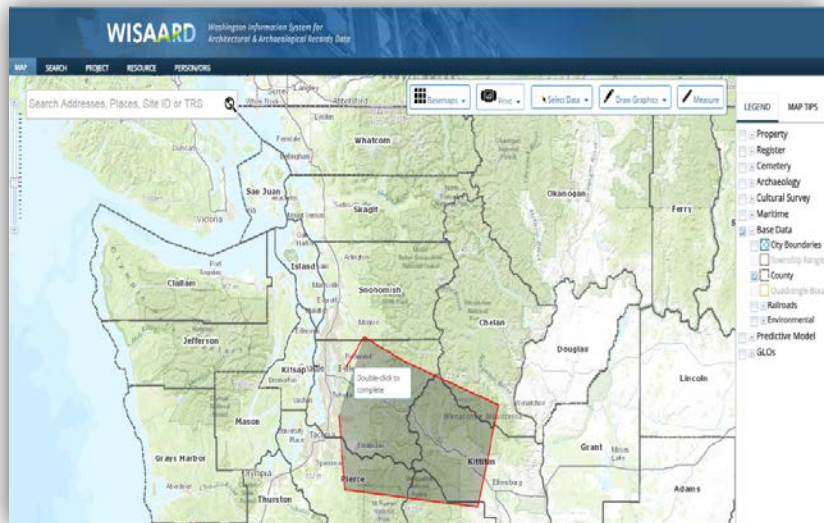 WISAARD
Washington Information System for
Architectural & Archaeological Records Data
MAP SEARCH PROJECT RESOURCE PERSON/ORG
Search Addresses, Places, Site ID or TRS
Basemaps Print Select Data Draw Graphics Measure
LEGEND MAP TIPS
Property
Register
Cemetery
Archaeology
Cultural Survey
Maritime
Base Data
City Boundaries
Township Range
County
Quadrangle Bou
Railroads
Environmental
Predictive Model
GLOs
Langley Abbotsford
Whatcom
Okanogan
San Juan
Ferry
Victoria
Skagit
Island
Clallam
Snohomish
Chelan
Jefferson
Douglas
Kitsap
Double-click to
complete
Lincoln
Mason
Grant
Grays Harbor
Kittitas
Pierce
Ellensburg
Adams
Olympia
Thurston